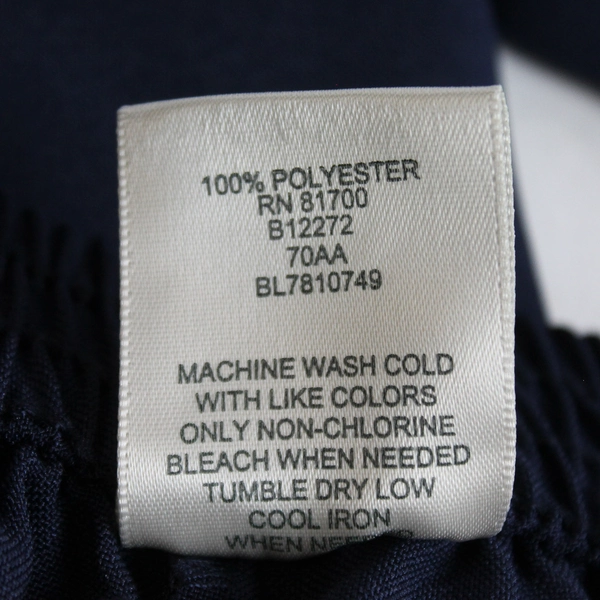 100% POLYESTER
RN 81700
B12272
70AA
BL7810749
MACHINE WASH COLD
WITH LIKE COLORS
ONLY NON-CHLORINE
BLEACH WHEN NEEDED
TUMBLE DRY LOW
COOL IRON
WHEN